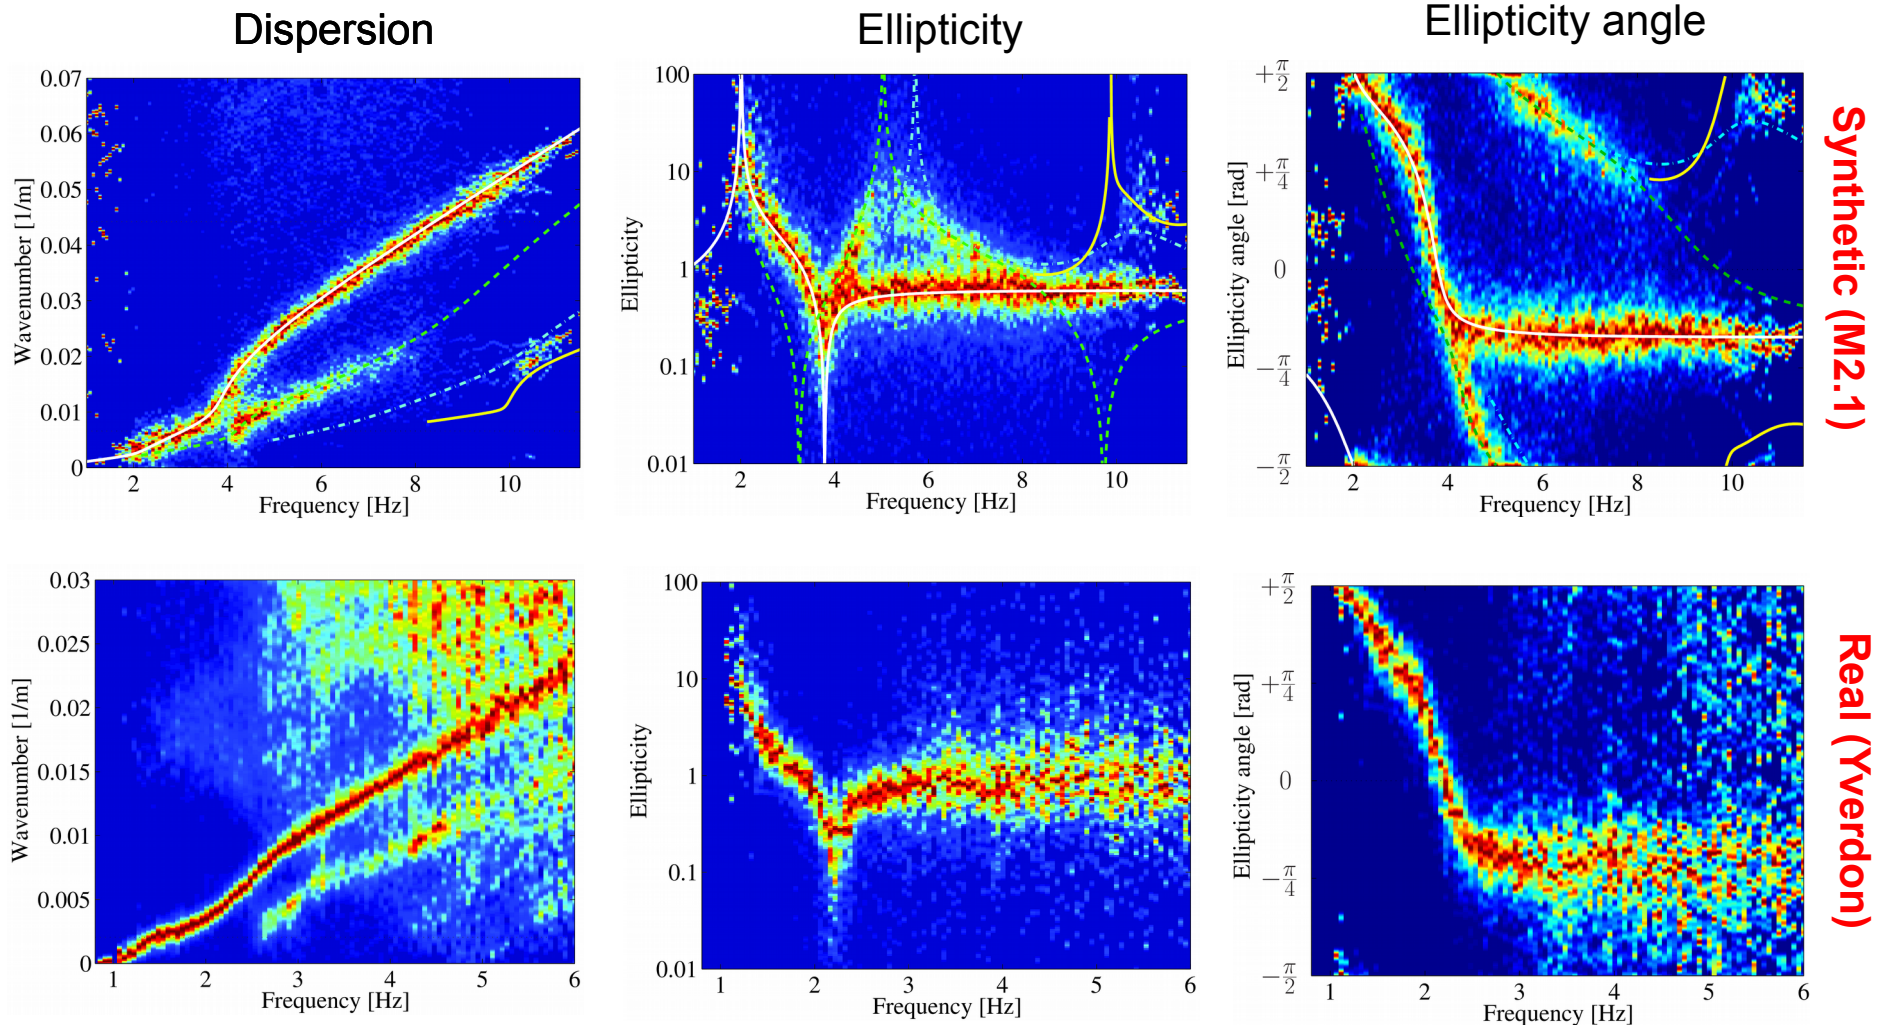 Dispersion
Ellipticity
Ellipticity angle
0.07
0.06
0.05
0.04
0.03
0.02
0.01
0
Wavenumber [1/m]
2 4 6 8 10
Frequency [Hz]
100
10
1
0.1
0.01
Ellipticity
2 4 6 8 10
Frequency [Hz]
+π/2
+π/4
0
−π/4
−π/2
Ellipticity angle [rad]
2 4 6 8 10
Frequency [Hz]
Synthetic (M2.1)
0.03
0.025
0.02
0.015
0.01
0.005
0
Wavenumber [1/m]
1 2 3 4 5 6
Frequency [Hz]
100
10
1
0.1
0.01
Ellipticity
1 2 3 4 5 6
Frequency [Hz]
+π/2
+π/4
0
−π/4
−π/2
Ellipticity angle [rad]
1 2 3 4 5 6
Frequency [Hz]
Real (Yverdon)